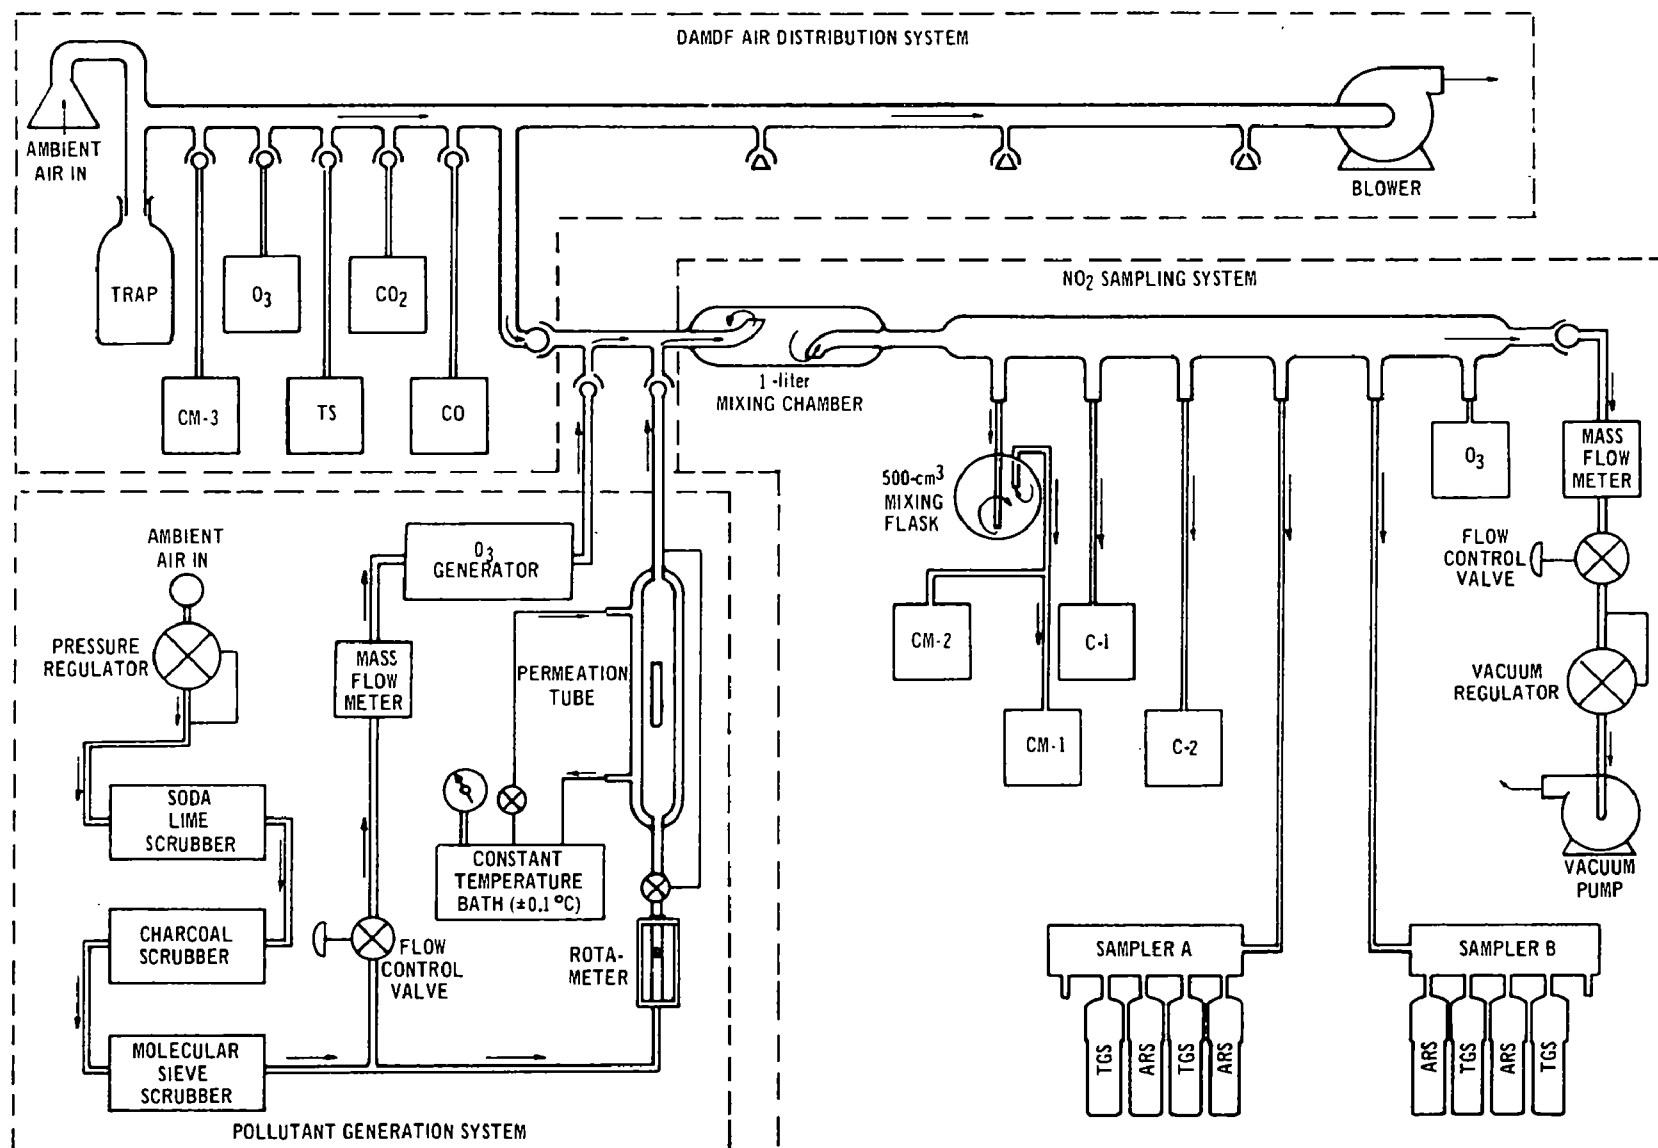 DAMDF AIR DISTRIBUTION SYSTEM
AMBIENT
AIR IN
BLOWER
TRAP
O3
CO2
CM-3
TS
CO
NO2 SAMPLING SYSTEM
1-liter
MIXING CHAMBER
500-cm3
MIXING
FLASK
O3
MASS
FLOW
METER
FLOW
CONTROL
VALVE
CM-2
C-1
CM-1
C-2
VACUUM
REGULATOR
VACUUM
PUMP
SAMPLER A
SAMPLER B
TGS
ARS
TGS
ARS
ARS
TGS
ARS
TGS
AMBIENT
AIR IN
O3
GENERATOR
PRESSURE
REGULATOR
MASS
FLOW
METER
PERMEATION
TUBE
SODA
LIME
SCRUBBER
CONSTANT
TEMPERATURE
BATH (±0.1 °C)
CHARCOAL
SCRUBBER
FLOW
CONTROL
VALVE
ROTA-
METER
MOLECULAR
SIEVE
SCRUBBER
POLLUTANT GENERATION SYSTEM